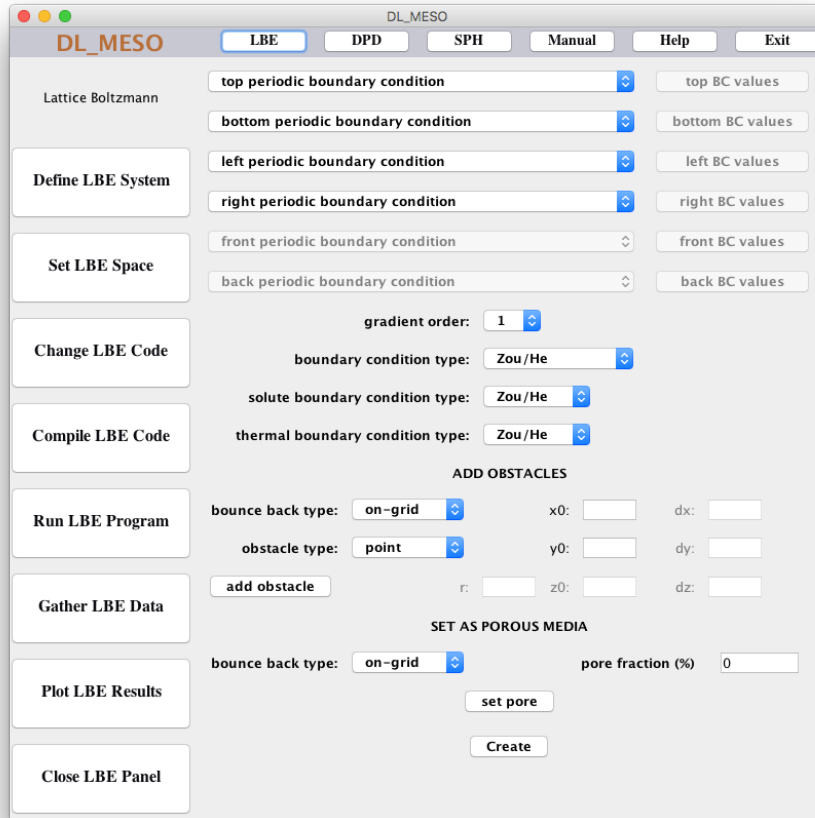 DL_MESO
DL_MESO LBE DPD SPH Manual Help Exit
Lattice Boltzmann
Define LBE System
Set LBE Space
Change LBE Code
Compile LBE Code
Run LBE Program
Gather LBE Data
Plot LBE Results
Close LBE Panel
top periodic boundary condition top BC values
bottom periodic boundary condition bottom BC values
left periodic boundary condition left BC values
right periodic boundary condition right BC values
front periodic boundary condition front BC values
back periodic boundary condition back BC values
gradient order: 1
boundary condition type: Zou/He
solute boundary condition type: Zou/He
thermal boundary condition type: Zou/He
ADD OBSTACLES
bounce back type: on-grid x0: dx:
obstacle type: point y0: dy:
add obstacle r: z0: dz:
SET AS POROUS MEDIA
bounce back type: on-grid pore fraction (%) 0
set pore
Create